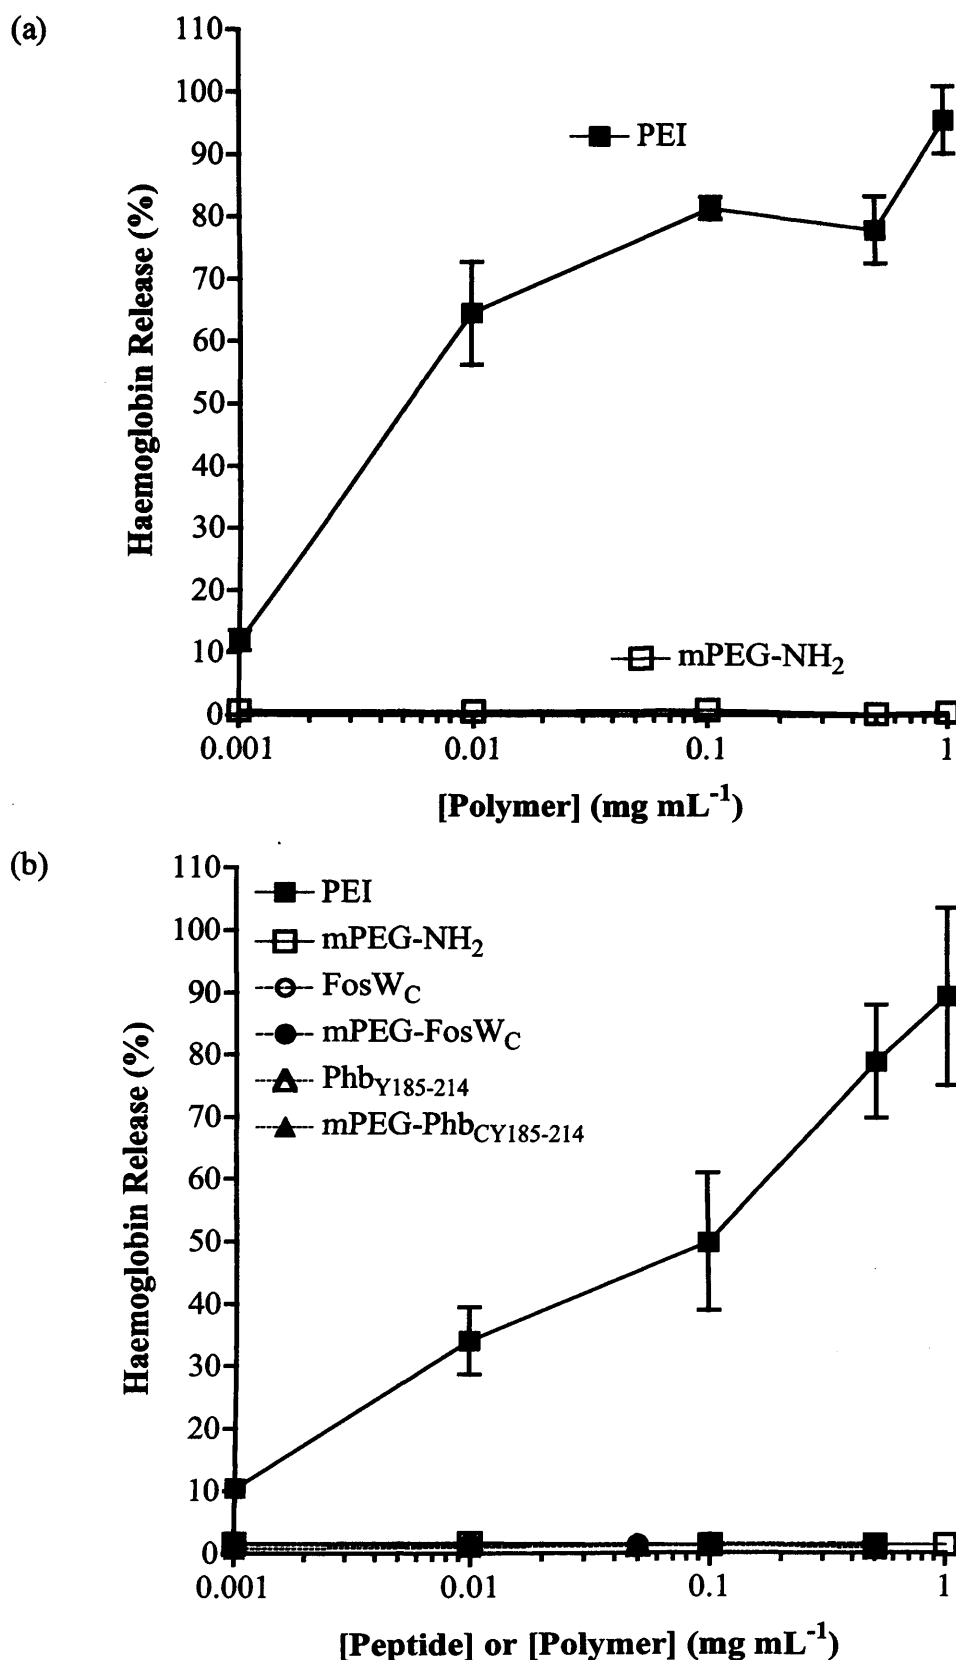 (a)
Haemoglobin Release (%)
110
100
90
80
70
60
50
40
30
20
10
0
PEI
mPEG-NH2
0.001
0.01
0.1
1
[Polymer] (mg mL-1)
(b)
Haemoglobin Release (%)
110
100
90
80
70
60
50
40
30
20
10
0
PEI
mPEG-NH2
FosWC
mPEG-FosWC
PhbY185-214
mPEG-PhbCY185-214
0.001
0.01
0.1
1
[Peptide] or [Polymer] (mg mL-1)